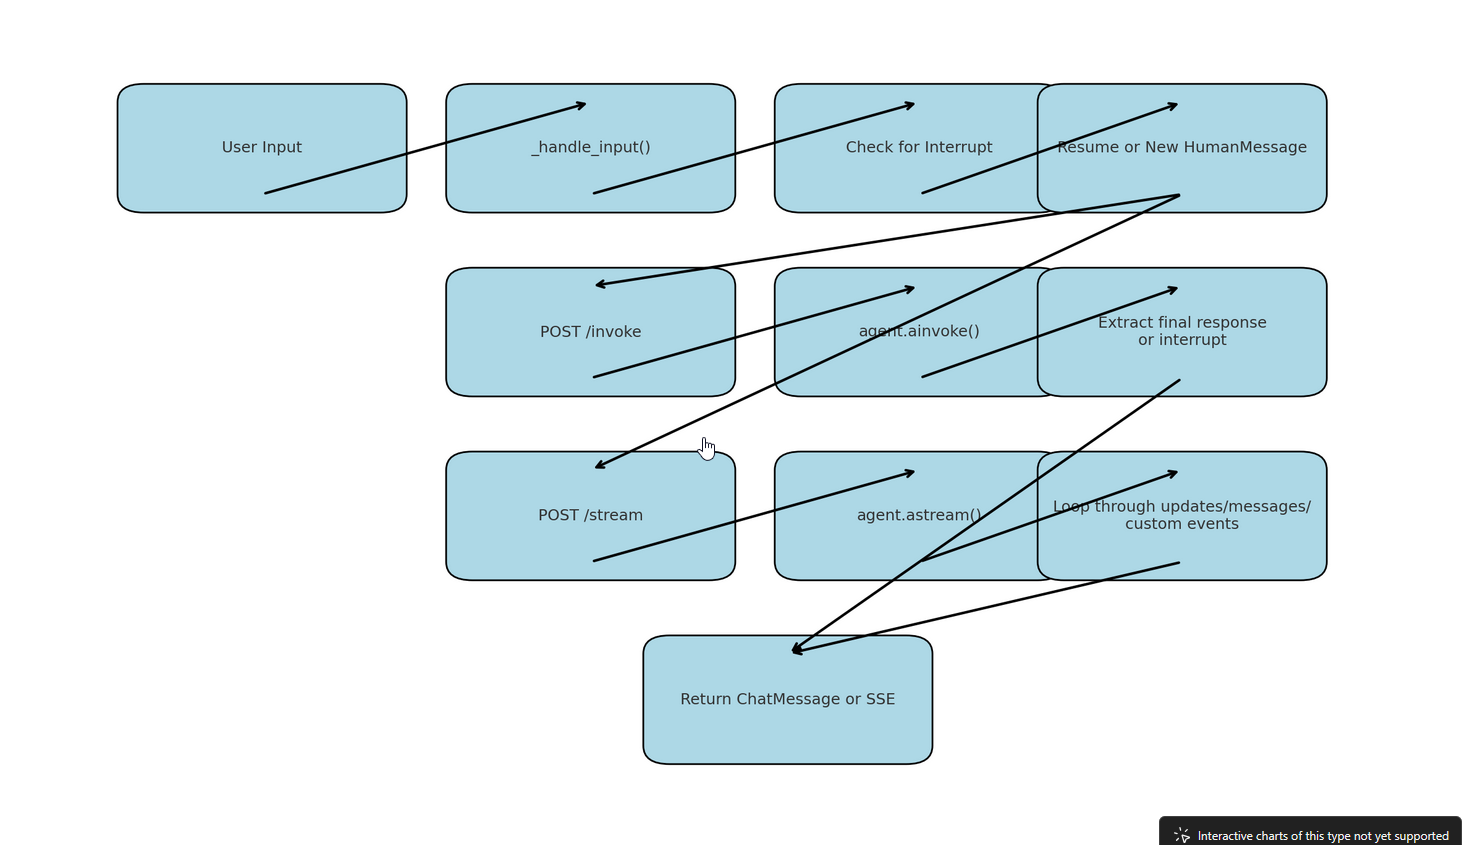 User Input
_handle_input()
Check for Interrupt
Resume or New HumanMessage
POST /invoke
agent.ainvoke()
Extract final response
or interrupt
POST /stream
agent.astream()
Loop through updates/messages/
custom events
Return ChatMessage or SSE
Interactive charts of this type not yet supported